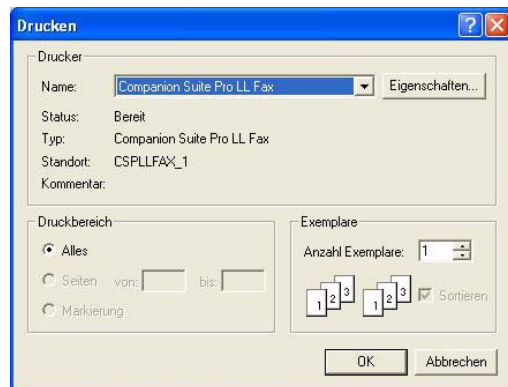 Drucken
Drucker
Name: Companion Suite Pro LL Fax Eigenschaften...
Status: Bereit
Typ: Companion Suite Pro LL Fax
Standort: CSPLLFAX_1
Kommentar:
Druckbereich
Alles
Seiten von: bis:
Markierung
Exemplare
Anzahl Exemplare: 1
1 2 3 1 2 3 Sortieren
OK Abbrechen